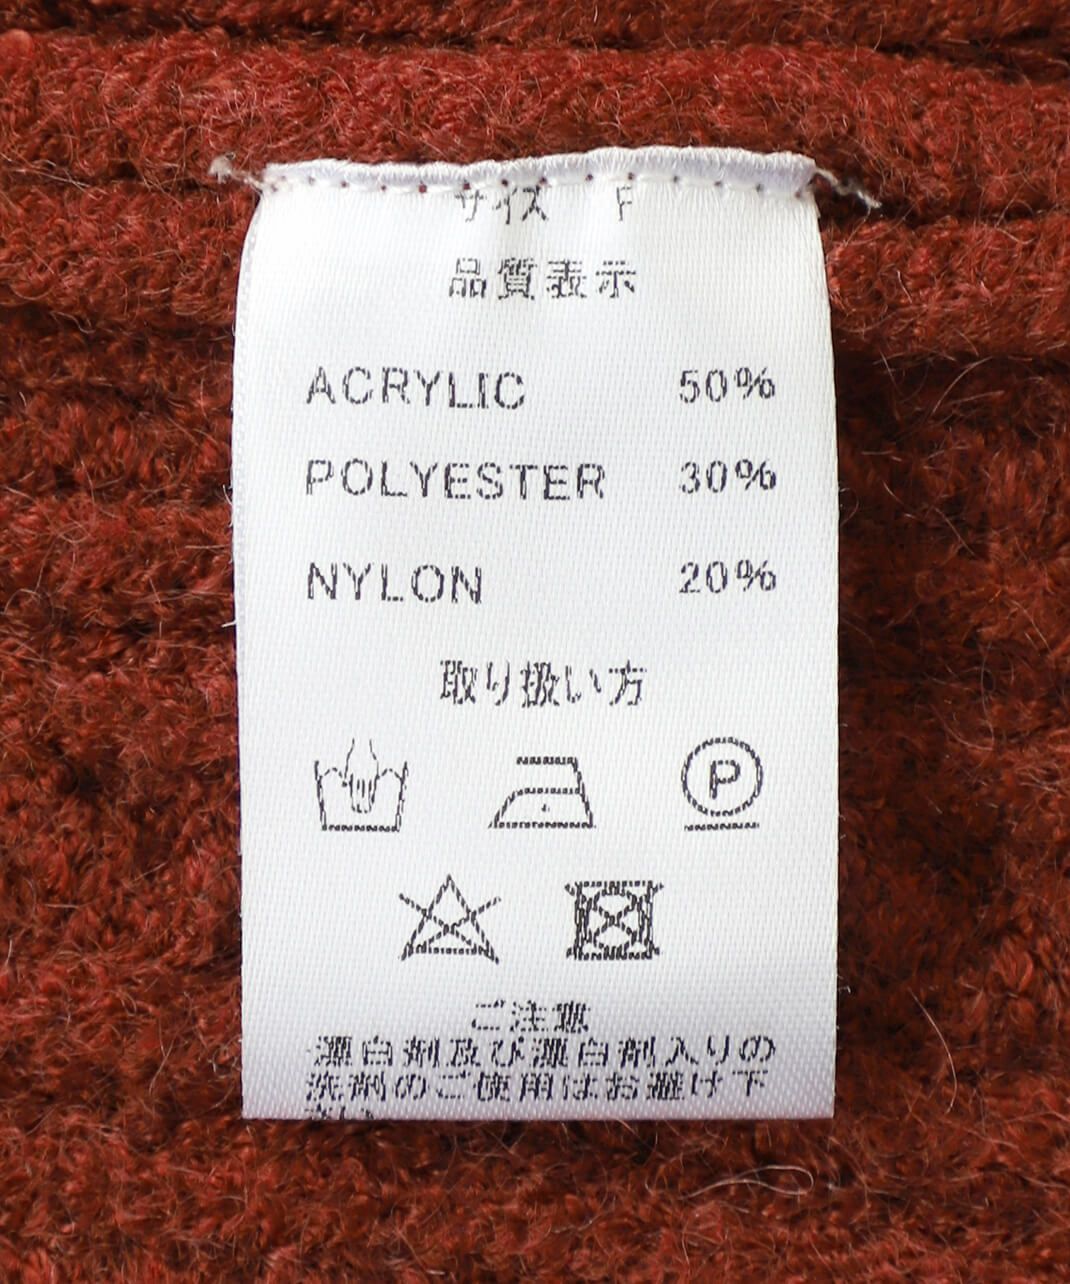 サイズ F
品質表示
ACRYLIC 50%
POLYESTER 30%
NYLON 20%
取り扱い方
P
ご注意
漂白剤及び漂白剤入りの
洗剤のご使用はお避け下
さい